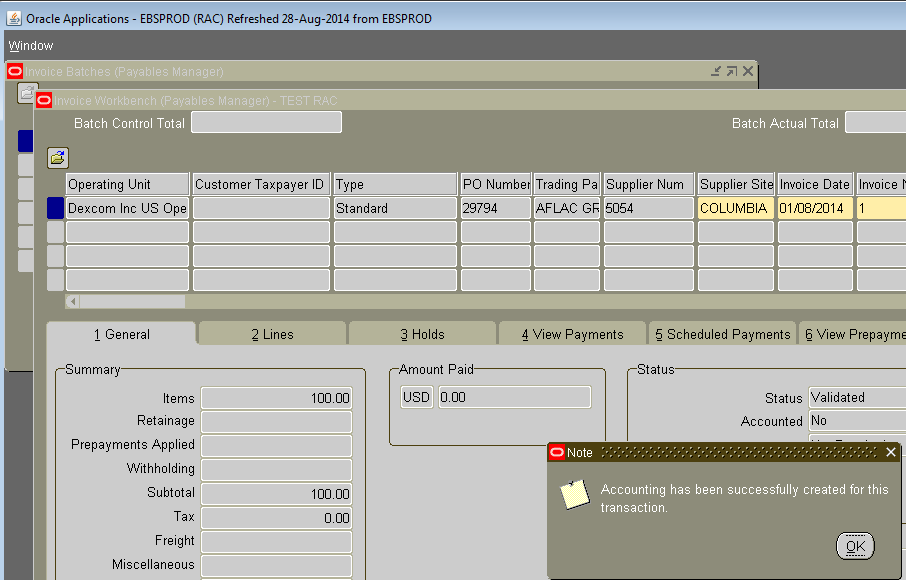 Oracle Applications - EBSPROD (RAC) Refreshed 28-Aug-2014 from EBSPROD
Window
Invoice Batches (Payables Manager)
Invoice Workbench (Payables Manager) - TEST RAC
Batch Control Total
Batch Actual Total
Operating Unit Customer Taxpayer ID Type PO Number Trading Pa Supplier Num Supplier Site Invoice Date Invoice N
Dexcom Inc US Ope Standard 29794 AFLAC GR 5054 COLUMBIA 01/08/2014 1
1 General 2 Lines 3 Holds 4 View Payments 5 Scheduled Payments 6 View Prepayme
Summary Amount Paid Status
Items 100.00 USD 0.00 Status Validated
Retainage Accounted No
Prepayments Applied
Withholding
Subtotal 100.00
Tax 0.00
Freight
Miscellaneous
Note
Accounting has been successfully created for this
transaction.
OK